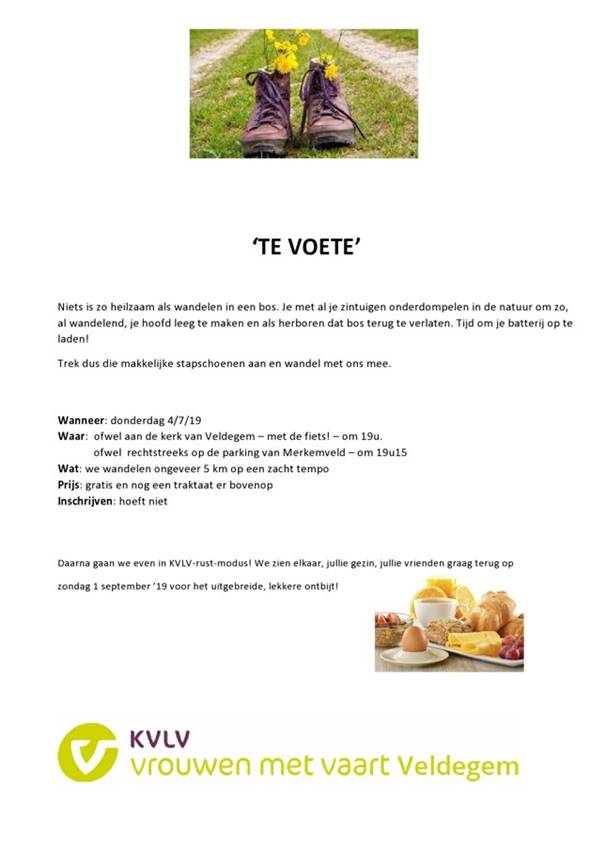 ‘TE VOETE’
Niets is zo heilzaam als wandelen in een bos. Je met al je zintuigen onderdompelen in de natuur om zo,
al wandelend, je hoofd leeg te maken en als herboren dat bos terug te verlaten. Tijd om je batterij op te
laden!
Trek dus die makkelijke stapschoenen aan en wandel met ons mee.
Wanneer: donderdag 4/7/19
Waar: ofwel aan de kerk van Veldegem – met de fiets! – om 19u.
ofwel rechtstreeks op de parking van Merkemveld – om 19u15
Wat: we wandelen ongeveer 5 km op een zacht tempo
Prijs: gratis en nog een traktaat er bovenop
Inschrijven: hoeft niet
Daarna gaan we even in KVLV-rust-modus! We zien elkaar, jullie gezin, jullie vrienden graag terug op
zondag 1 september ’19 voor het uitgebreide, lekkere ontbijt!
KVLV
vrouwen met vaart Veldegem